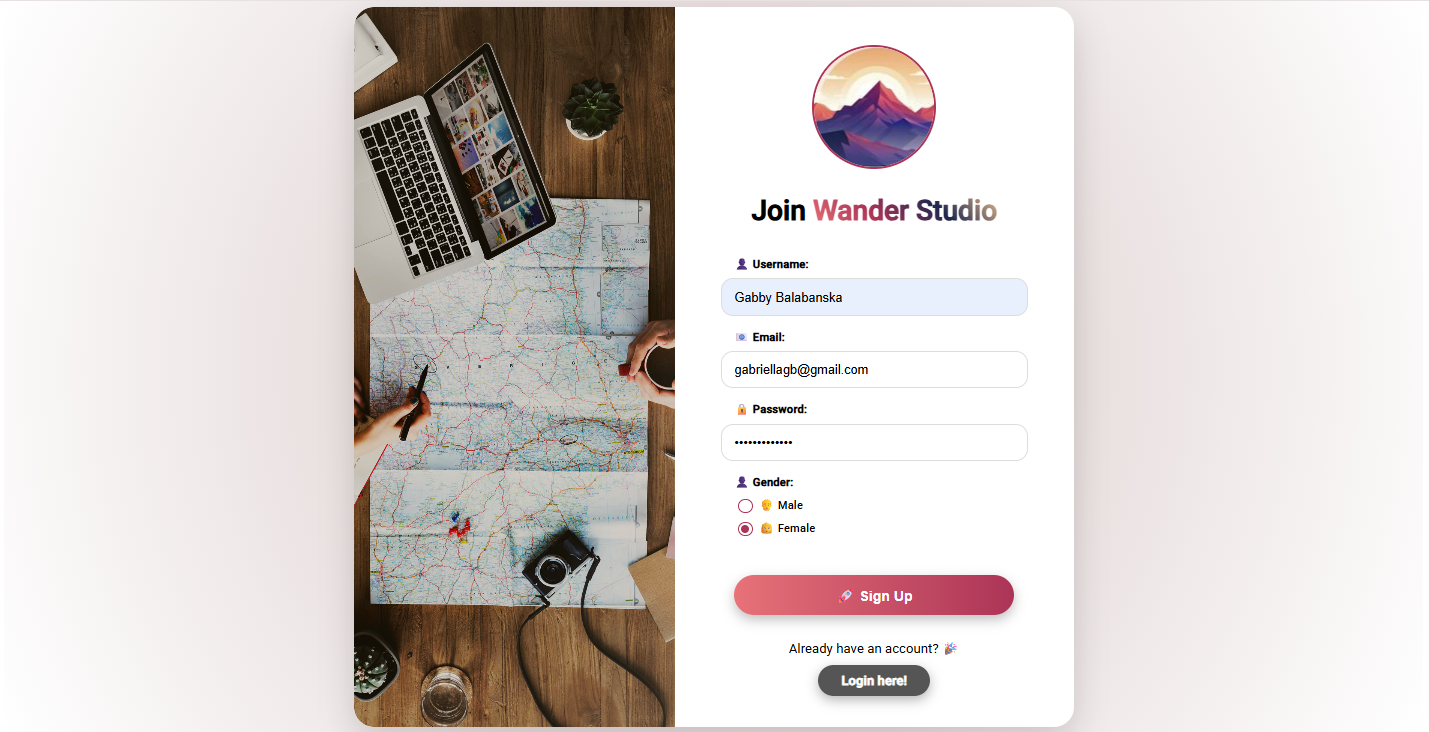 Join Wander Studio
👤 Username:
Gabby Balabanska
📧 Email:
gabriellagb@gmail.com
🔒 Password:
•••••••••••••
👤 Gender:
👨 Male
👩 Female
🚀 Sign Up
Already have an account? 🎉
Login here!